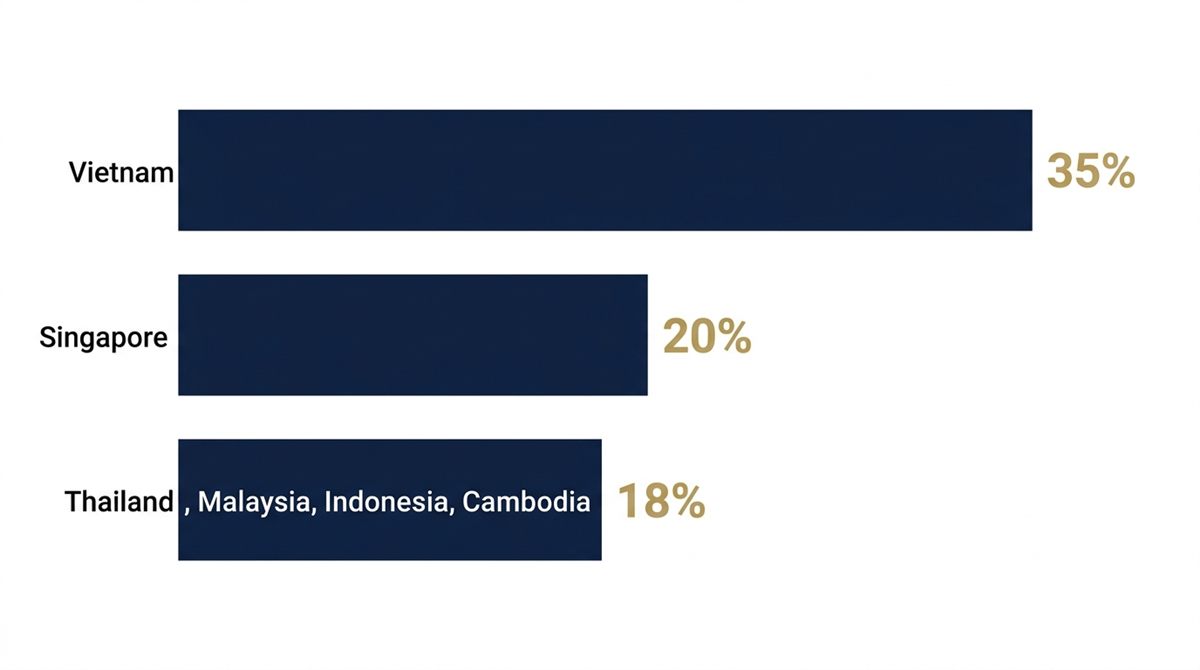 Vietnam 35%
Singapore 20%
Thailand , Malaysia, Indonesia, Cambodia 18%